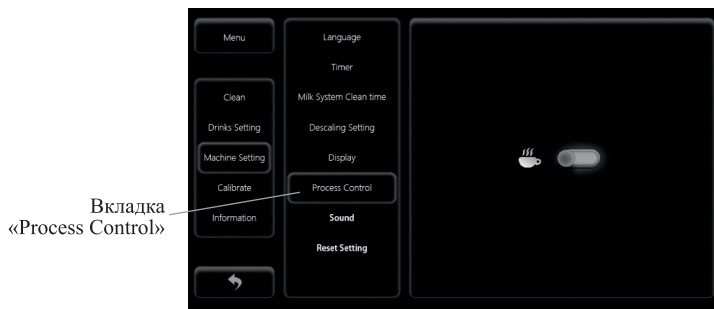 Menu
Clean
Drinks Setting
Machine Setting
Calibrate
Information
Language
Timer
Milk System Clean time
Descaling Setting
Display
Process Control
Sound
Reset Setting
Вкладка
«Process Control»